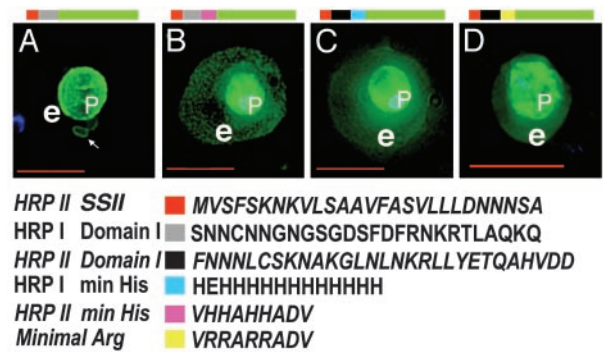 A B C D
e P e P e P e P
HRP II SSII MVSFSKNKVLSAAVFASVLLLDNNNSA
HRP I Domain I SNNCNNGNGSGDSFDFRNKRTLAQKQ
HRP II Domain I FNNNLCSKNAKGLNLNKRLLYETQAHVDD
HRP I min His HEHHHHHHHHHHHH
HRP II min His VHHAHHADV
Minimal Arg VRRARRADV